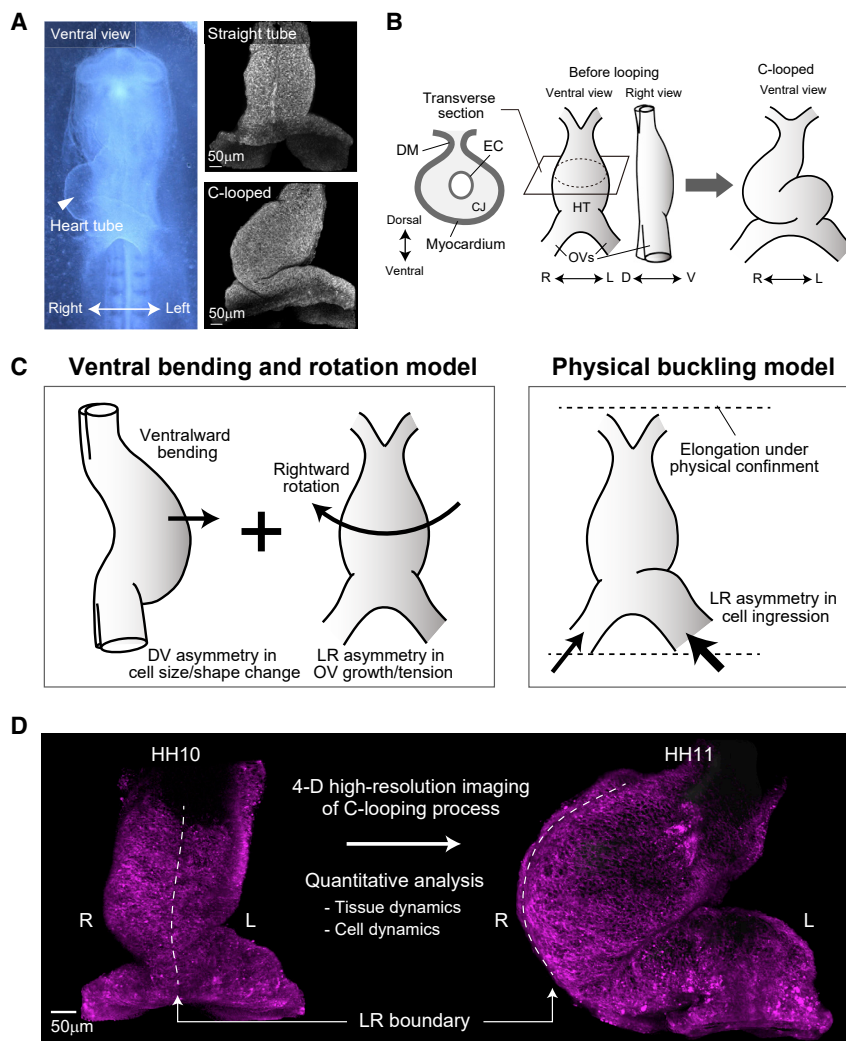 A
Ventral view
Heart tube
Right
Left
Straight tube
50μm
C-looped
50μm
B
Before looping
C-looped
Ventral view
Right view
Ventral view
Transverse
section
DM
EC
CJ
Dorsal
Ventral
Myocardium
HT
OVs
R
L
D
V
R
L
C
Ventral bending and rotation model
Ventralward
bending
Rightward
rotation
DV asymmetry in
cell size/shape change
LR asymmetry in
OV growth/tension
Physical buckling model
Elongation under
physical confinment
LR asymmetry in
cell ingression
D
HH10
R
L
50μm
4-D high-resolution imaging
of C-looping process
Quantitative analysis
- Tissue dynamics
- Cell dynamics
HH11
R
L
LR boundary